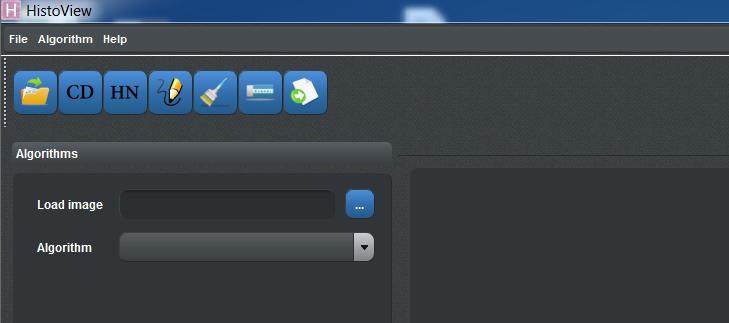 H HistoView
File Algorithm Help
CD HN
Algorithms
Load image ...
Algorithm